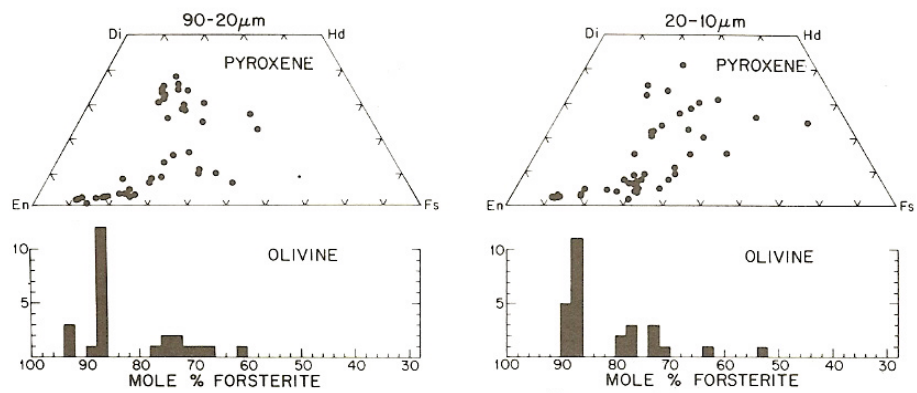 90-20μm
Di
Hd
PYROXENE
En
Fs
10
5
OLIVINE
100 90 80 70 60 50 40 30
MOLE % FORSTERITE
20-10μm
Di
Hd
PYROXENE
En
Fs
10
5
OLIVINE
100 90 80 70 60 50 40 30
MOLE % FORSTERITE